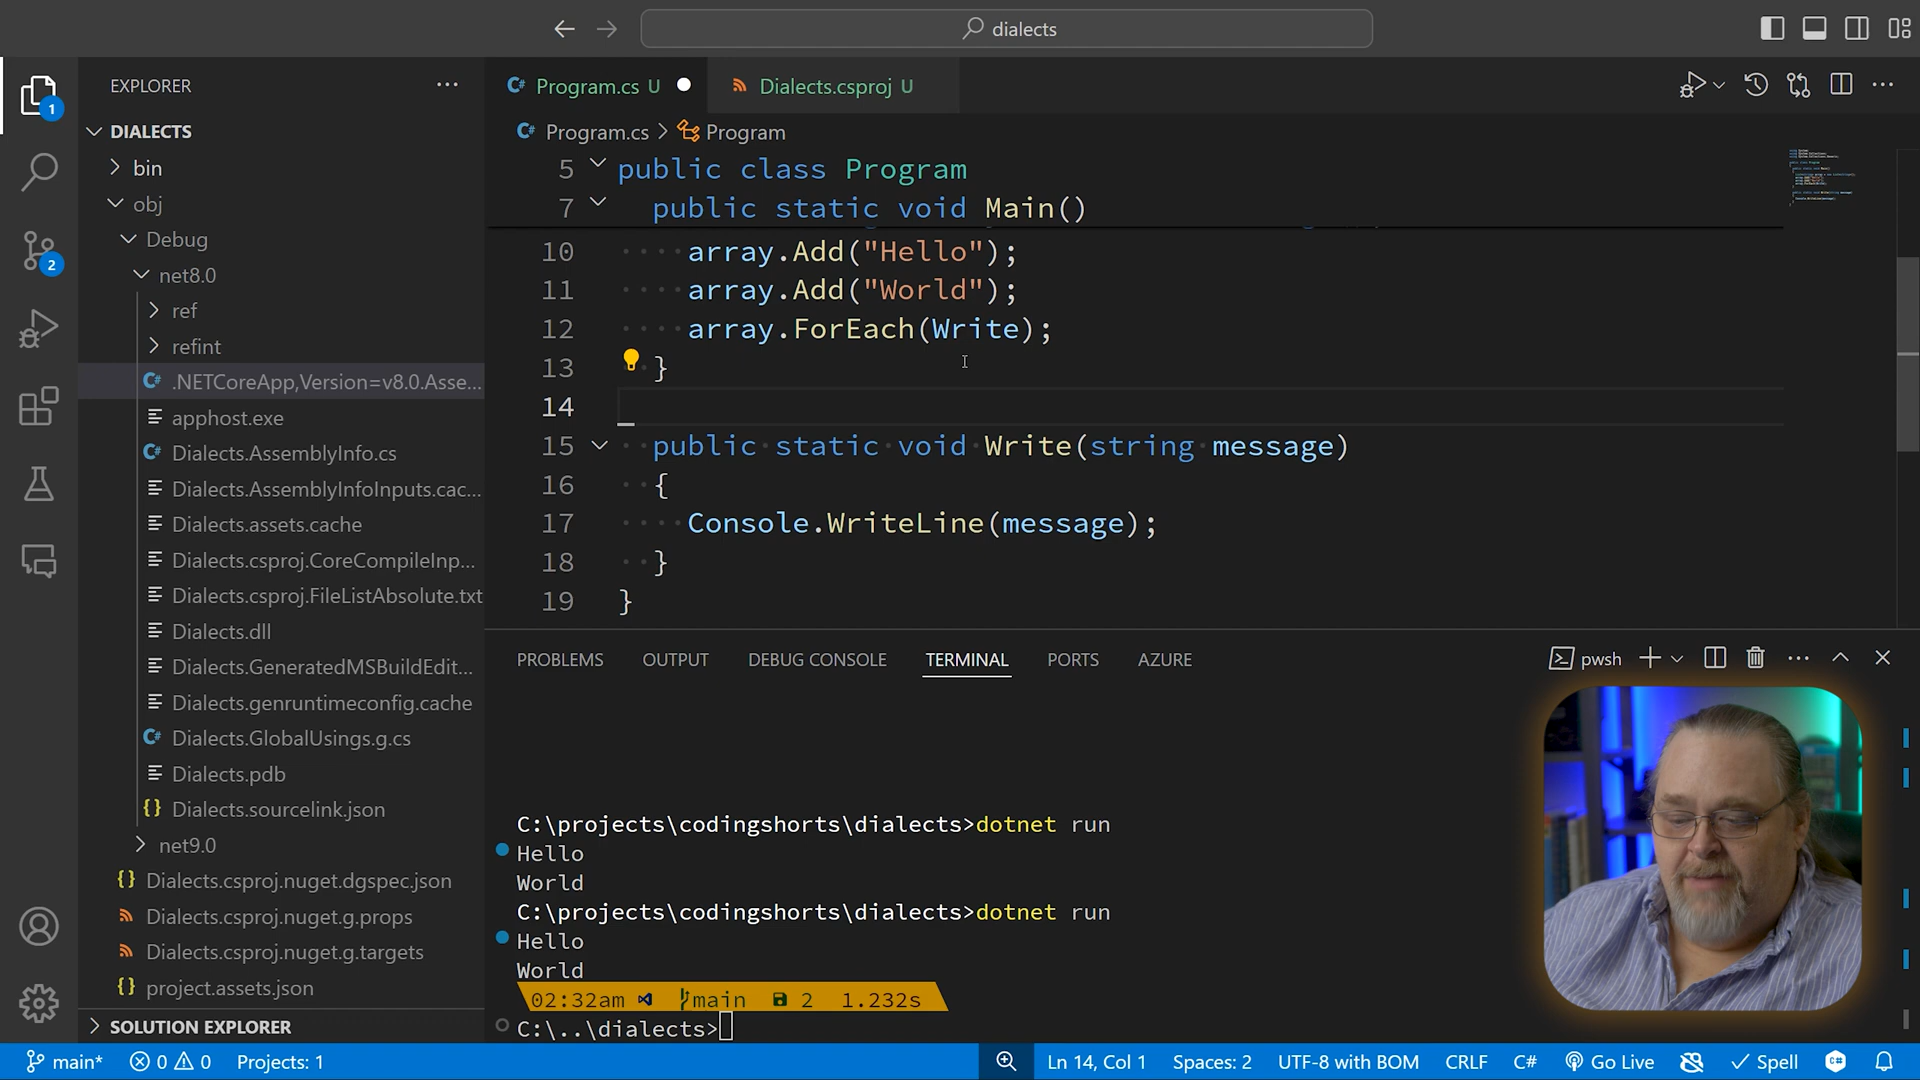 dialects
EXPLORER
Program.cs U
Dialects.csproj U
1
DIALECTS
bin
obj
Debug
net8.0
ref
refint
.NETCoreApp,Version=v8.0.Asse...
apphost.exe
Dialects.AssemblyInfo.cs
Dialects.AssemblyInfoInputs.cac...
Dialects.assets.cache
Dialects.csproj.CoreCompileInp...
Dialects.csproj.FileListAbsolute.txt
Dialects.dll
Dialects.GeneratedMSBuildEdit...
Dialects.genruntimeconfig.cache
Dialects.GlobalUsings.g.cs
Dialects.pdb
Dialects.sourcelink.json
net9.0
Dialects.csproj.nuget.dgspec.json
Dialects.csproj.nuget.g.props
Dialects.csproj.nuget.g.targets
project.assets.json
SOLUTION EXPLORER
2
Program.cs > Program
5 public class Program
7 public static void Main()
10 array.Add("Hello");
11 array.Add("World");
12 array.ForEach(Write);
13 }
14
15 public static void Write(string message)
16 {
17 Console.WriteLine(message);
18 }
19 }
PROBLEMS OUTPUT DEBUG CONSOLE TERMINAL PORTS AZURE
pwsh
C:\projects\codingshorts\dialects>dotnet run
Hello
World
C:\projects\codingshorts\dialects>dotnet run
Hello
World
02:32am main 2 1.232s
C:\..\dialects>
main* 0 0 Projects: 1 Ln 14, Col 1 Spaces: 2 UTF-8 with BOM CRLF C# Go Live Spell